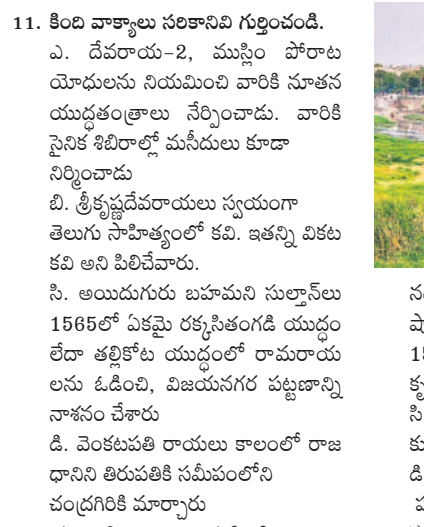 11. కింది వాక్యాలు సరికానివి గుర్తించండి.
ఎ. దేవరాయ-2, ముస్లిం పోరాట
యోధులను నియమించి వారికి నూతన
యుద్ధతంత్రాలు నేర్పించాడు. వారికి
సైనిక శిబిరాల్లో మసీదులు కూడా
నిర్మించాడు
బి. శ్రీకృష్ణదేవరాయలు స్వయంగా
తెలుగు సాహిత్యంలో కవి. ఇతన్ని వికట
కవి అని పిలిచేవారు.
సి. అయిదుగురు బహమని సుల్తాన్‌లు
1565లో ఏకమై రక్కసితంగడి యుద్ధం
లేదా తల్లికోట యుద్ధంలో రామరాయ
లను ఓడించి, విజయనగర పట్టణాన్ని
నాశనం చేశారు
డి. వెంకటపతి రాయలు కాలంలో రాజ
ధానిని తిరుపతికి సమీపంలోని
చంద్రగిరికి మార్చారు